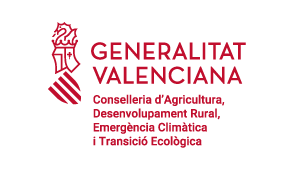 GENERALITAT
VALENCIANA
Conselleria d'Agricultura,
Desenvolupament Rural,
Emergència Climàtica
i Transició Ecològica